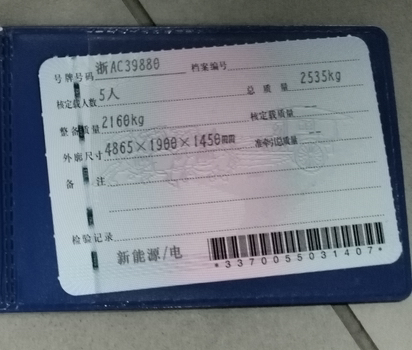 号牌号码 浙AC39880 档案编号
核定载人数 5人 总质量 2535kg
整备质量 2160kg 核定载质量 --
外廓尺寸 4865×1900×1450mm 准牵引总质量 --
备注
检验记录
新能源/电
*3370055031407*